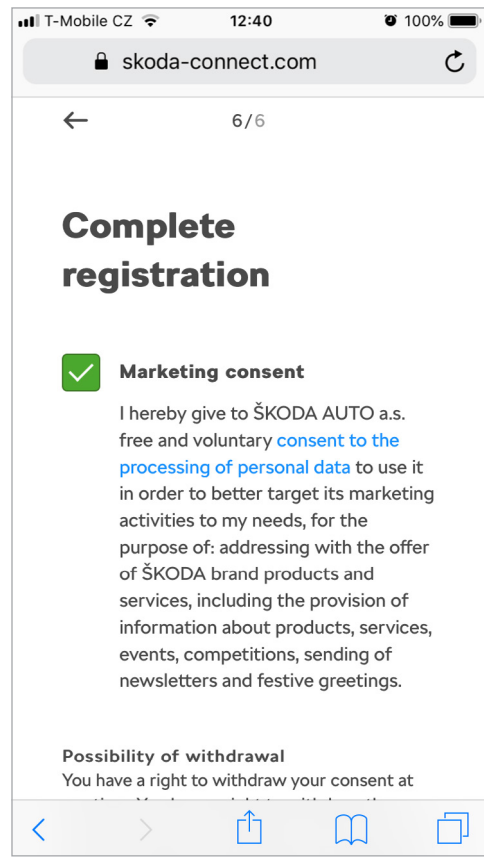 T-Mobile CZ 12:40 100%
skoda-connect.com
6/6
Complete
registration
Marketing consent
I hereby give to ŠKODA AUTO a.s.
free and voluntary consent to the
processing of personal data to use it
in order to better target its marketing
activities to my needs, for the
purpose of: addressing with the offer
of ŠKODA brand products and
services, including the provision of
information about products, services,
events, competitions, sending of
newsletters and festive greetings.
Possibility of withdrawal
You have a right to withdraw your consent at